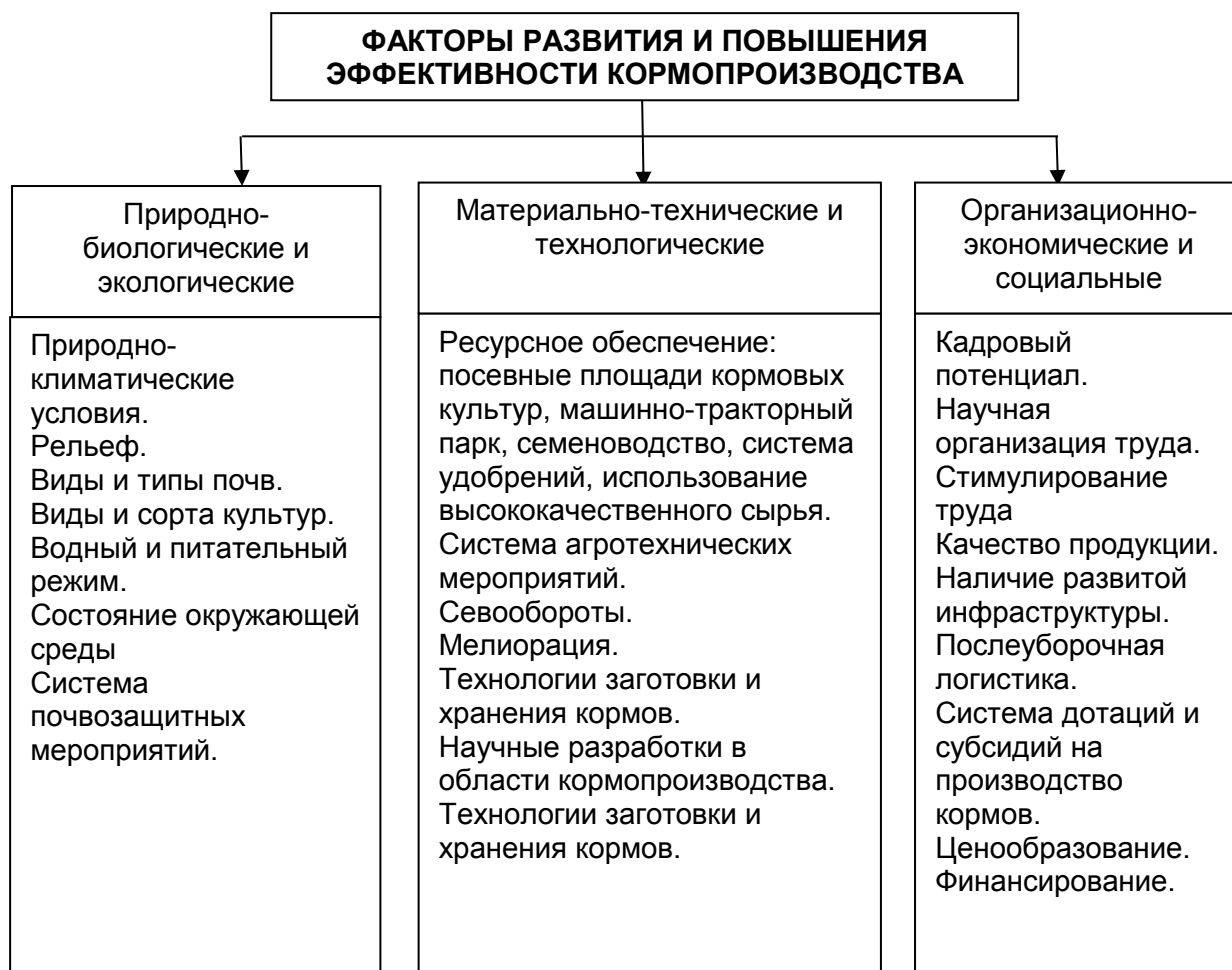 ФАКТОРЫ РАЗВИТИЯ И ПОВЫШЕНИЯ
ЭФФЕКТИВНОСТИ КОРМОПРОИЗВОДСТВА
Природно-
биологические и
экологические
Природно-
климатические
условия.
Рельеф.
Виды и типы почв.
Виды и сорта культур.
Водный и питательный
режим.
Состояние окружающей
среды
Система
почвозащитных
мероприятий.
Материально-технические и
технологические
Ресурсное обеспечение:
посевные площади кормовых
культур, машинно-тракторный
парк, семеноводство, система
удобрений, использование
высококачественного сырья.
Система агротехнических
мероприятий.
Севообороты.
Мелиорация.
Технологии заготовки и
хранения кормов.
Научные разработки в
области кормопроизводства.
Технологии заготовки и
хранения кормов.
Организационно-
экономические и
социальные
Кадровый
потенциал.
Научная
организация труда.
Стимулирование
труда
Качество продукции.
Наличие развитой
инфраструктуры.
Послеуборочная
логистика.
Система дотаций и
субсидий на
производство
кормов.
Ценообразование.
Финансирование.